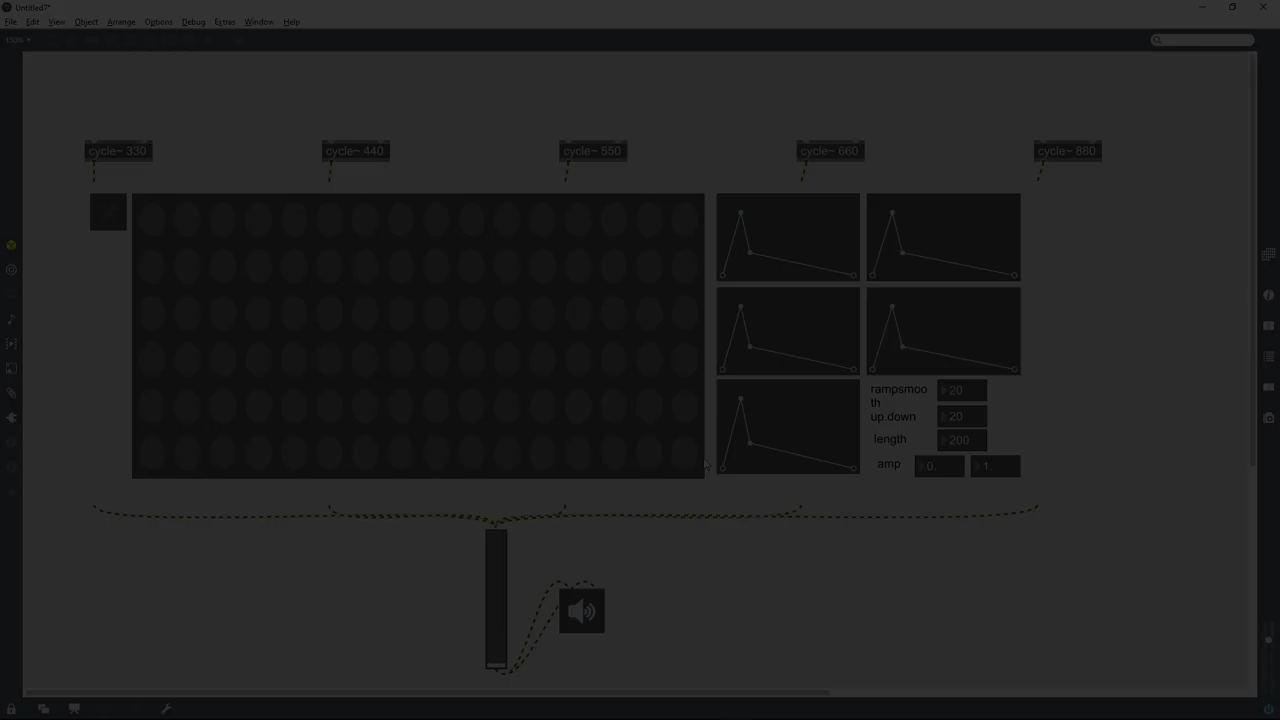 Untitled7*
File Edit View Object Arrange Options Debug Extras Window Help
150%
cycle~ 330 cycle~ 440 cycle~ 550 cycle~ 660 cycle~ 880
rampsmoo
th
20
up.down 20
length 200
amp 0. 1.